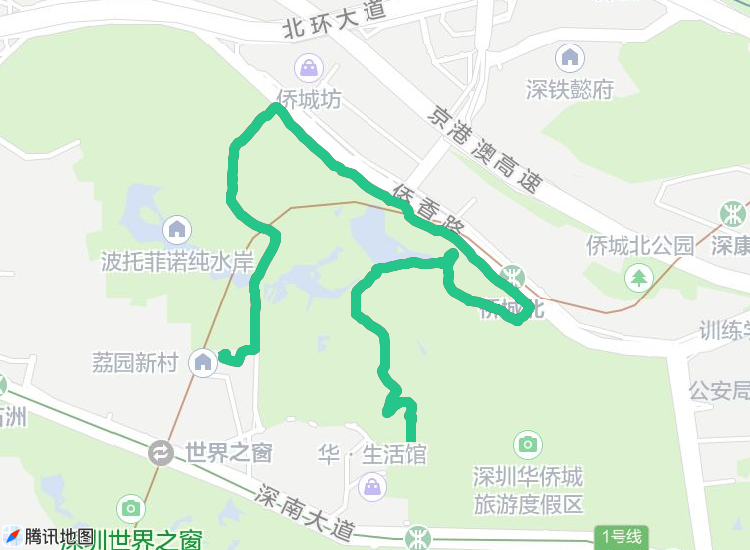 北环大道
侨城坊
深铁懿府
京港澳高速
侨香路
侨城北公园
深康
波托菲诺纯水岸
侨城北
训练学
荔园新村
公安局
世界之窗
华·生活馆
深圳华侨城
旅游度假区
深南大道
1号线
腾讯地图
深圳世界之窗